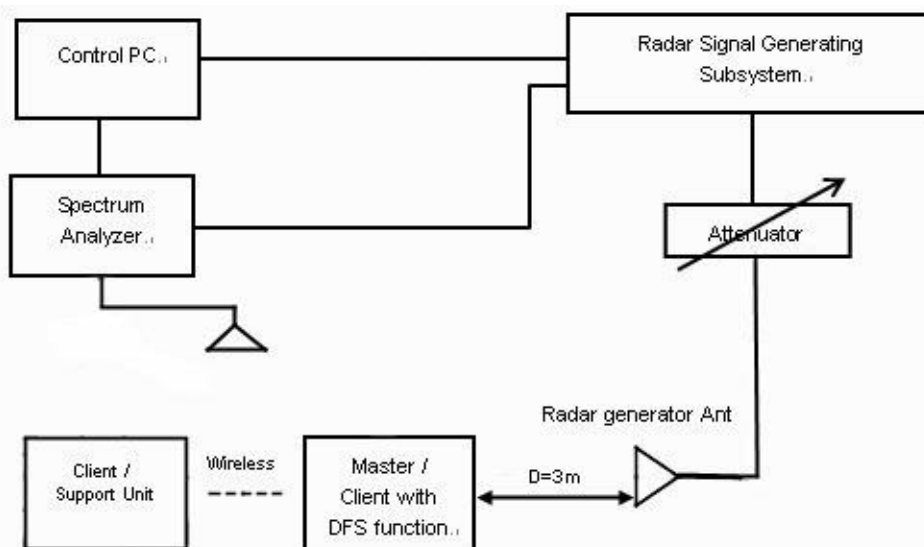 Control PC
Radar Signal Generating
Subsystem
Spectrum
Analyzer
Attenuator
Radar generator Ant
Client /
Support Unit
Wireless
Master /
Client with
DFS function
D=3m